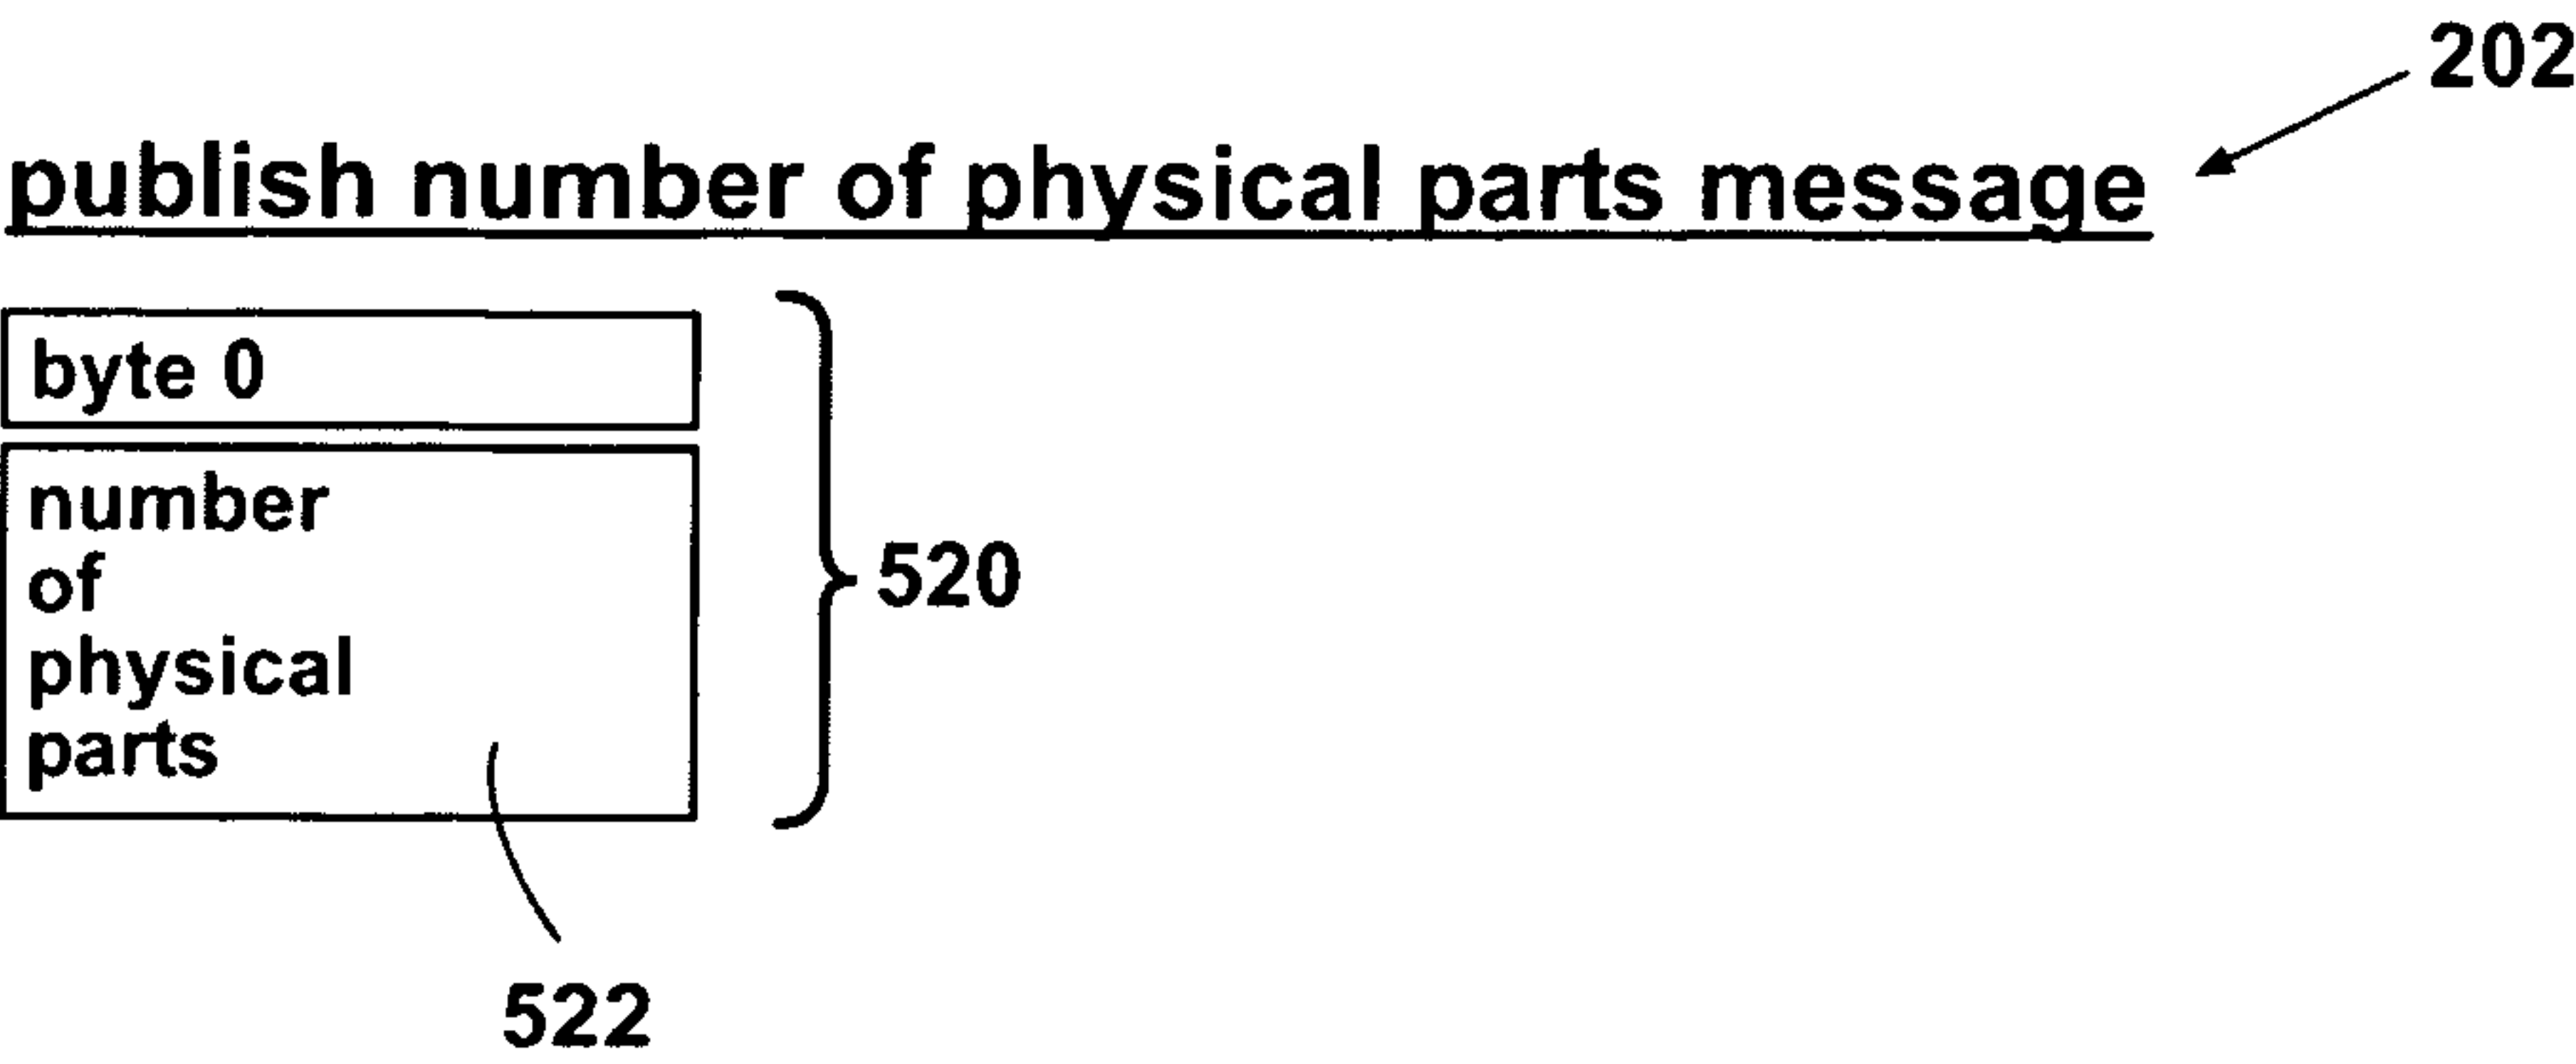 202
publish number of physical parts message
byte 0
number
of
physical
parts
520
522